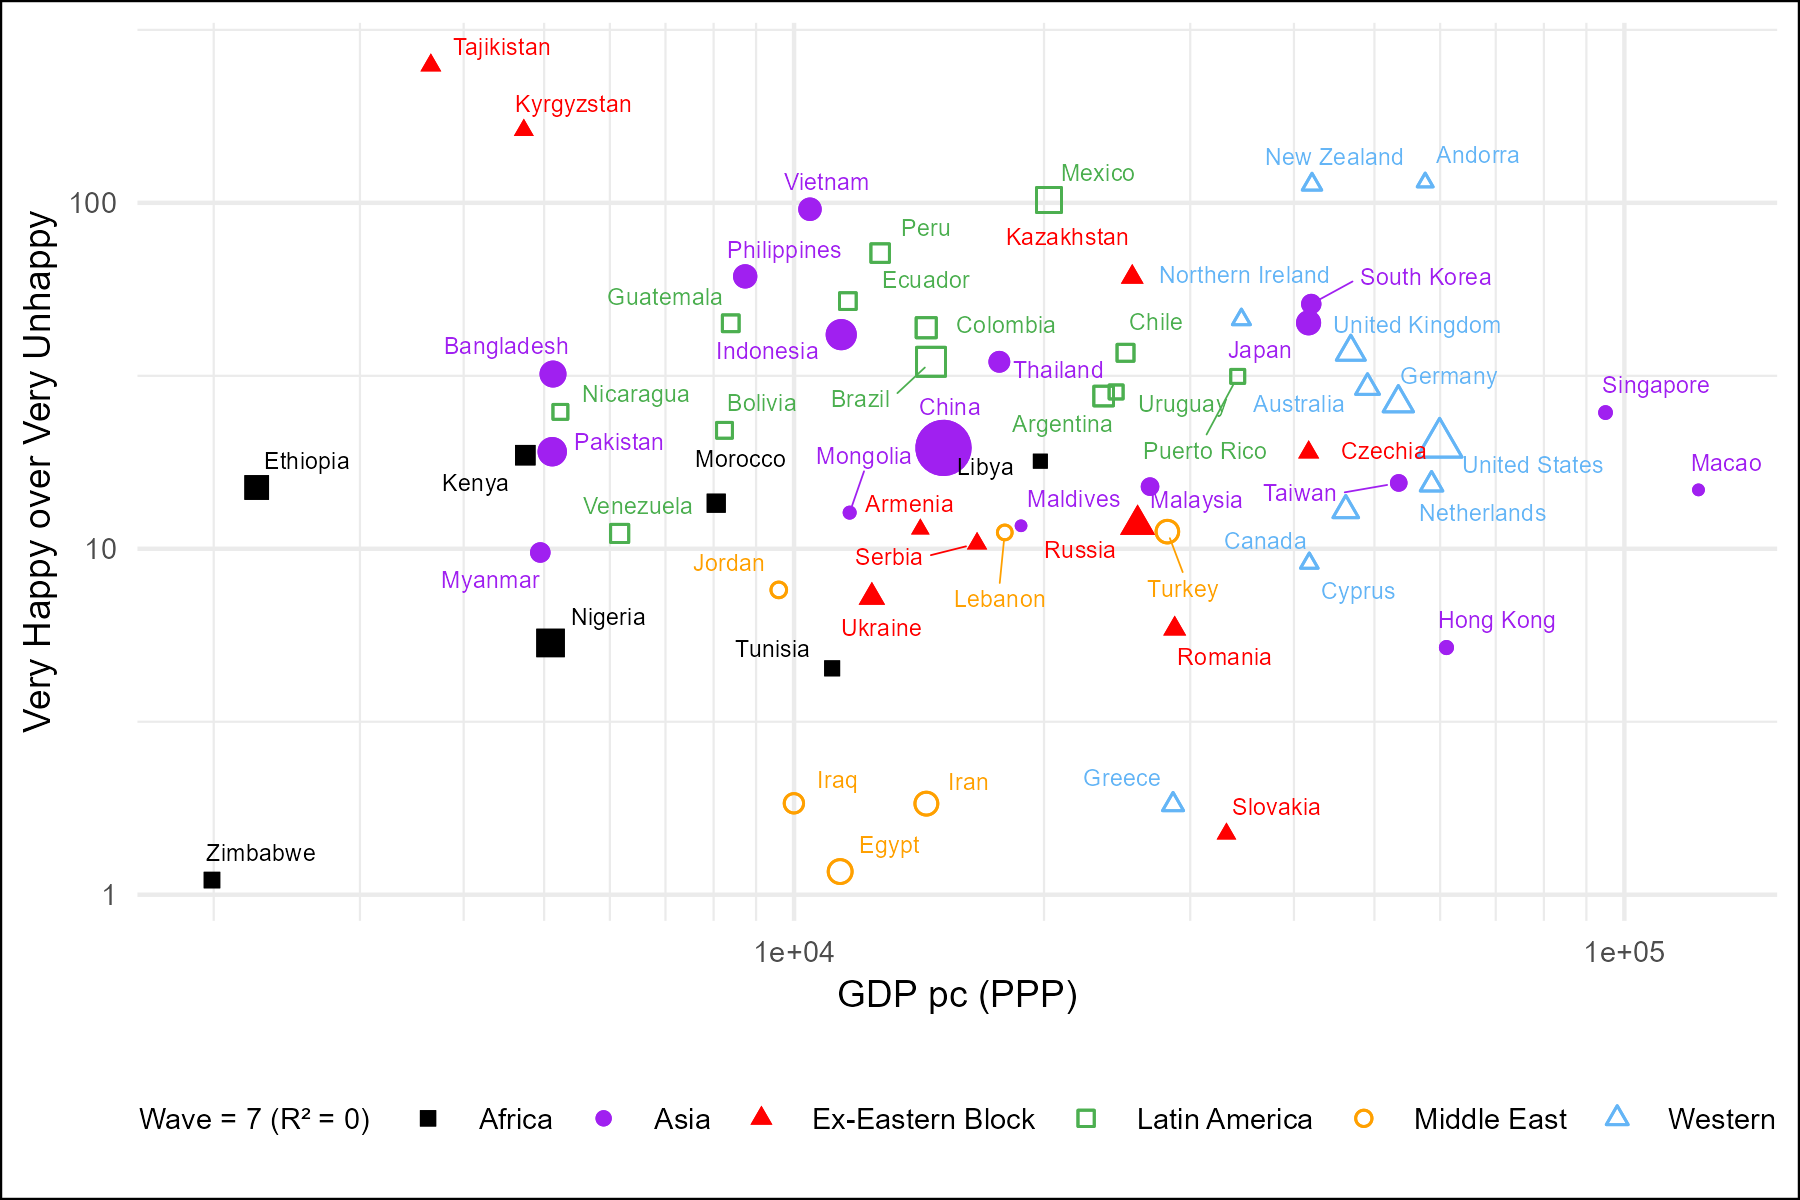 Tajikistan
Kyrgyzstan
New Zealand
Andorra
Mexico
Vietnam
100
Peru
Kazakhstan
Philippines
Northern Ireland
South Korea
Ecuador
Guatemala
Colombia
Chile
United Kingdom
Bangladesh
Indonesia
Japan
Thailand
Germany
Singapore
Nicaragua
Bolivia
Brazil
China
Uruguay
Australia
Argentina
Pakistan
Puerto Rico
Czechia
Mongolia
Morocco
Ethiopia
Libya
United States
Macao
Kenya
Taiwan
Maldives
Malaysia
Venezuela
Armenia
Netherlands
10
Canada
Russia
Serbia
Jordan
Myanmar
Turkey
Cyprus
Lebanon
Nigeria
Hong Kong
Ukraine
Tunisia
Romania
Iraq
Iran
Greece
Slovakia
Egypt
Zimbabwe
1
Very Happy over Very Unhappy
1e+04
1e+05
GDP pc (PPP)
Wave = 7 (R² = 0) Africa Asia Ex-Eastern Block Latin America Middle East Western